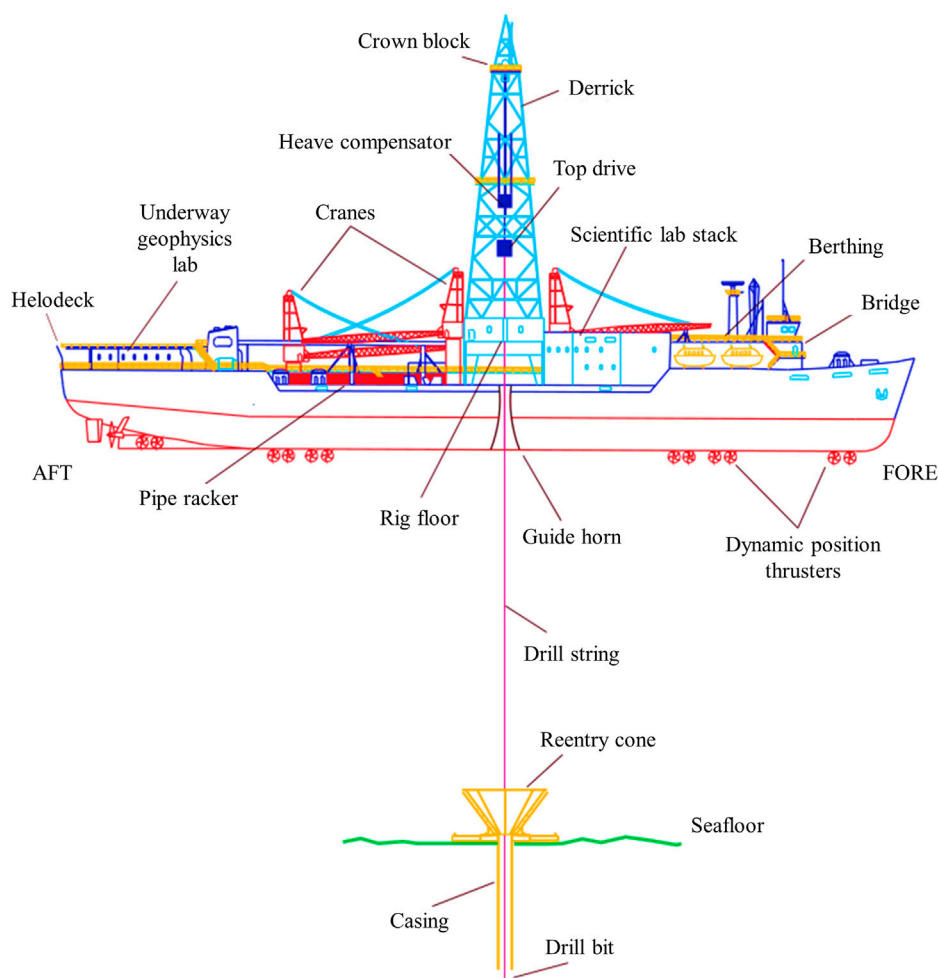 Crown block
Derrick
Heave compensator
Top drive
Underway
geophysics
lab
Cranes
Scientific lab stack
Berthing
Helodeck
Bridge
AFT
FORE
Pipe racker
Rig floor
Guide horn
Dynamic position
thrusters
Drill string
Reentry cone
Seafloor
Casing
Drill bit